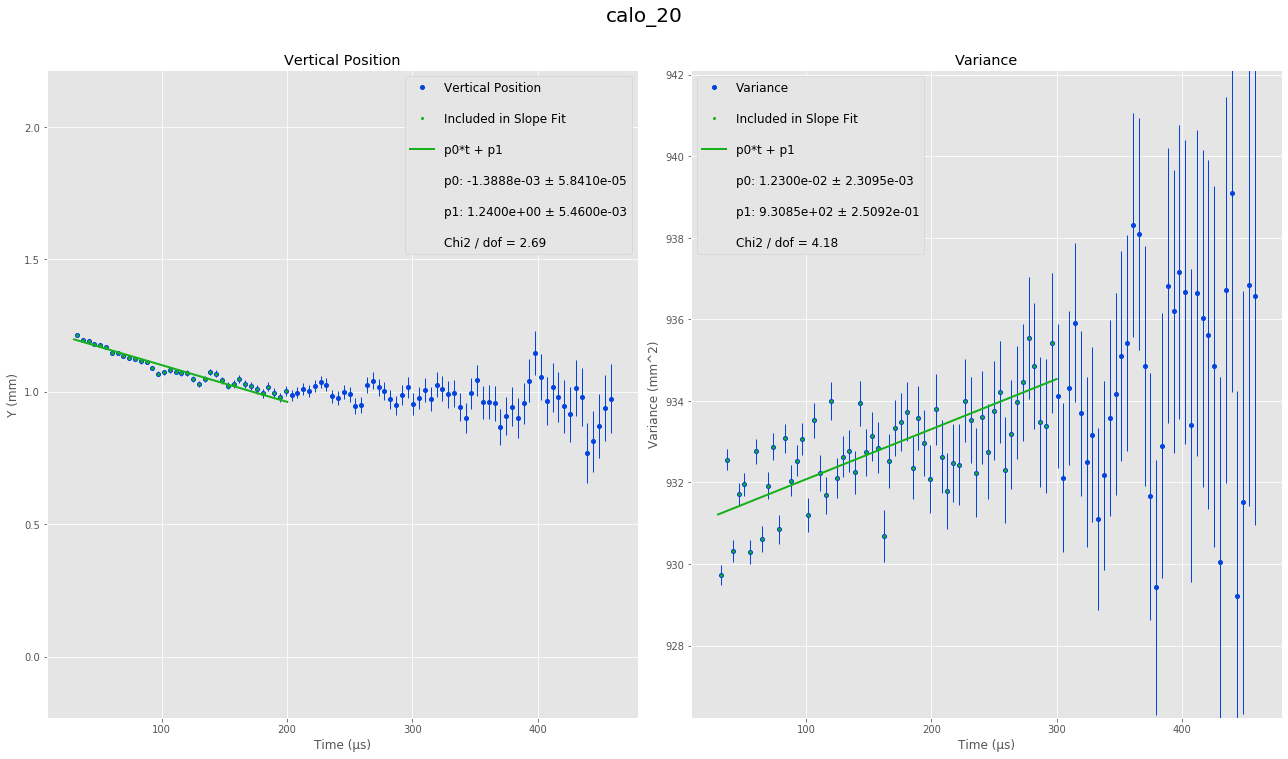 calo_20
Vertical Position
Vertical Position
Included in Slope Fit
p0*t + p1
p0: -1.3888e-03 ± 5.8410e-05
p1: 1.2400e+00 ± 5.4600e-03
Chi2 / dof = 2.69
Y (mm)
2.0
1.5
1.0
0.5
0.0
100
200
300
400
Time (μs)
Variance
Variance
Included in Slope Fit
p0*t + p1
p0: 1.2300e-02 ± 2.3095e-03
p1: 9.3085e+02 ± 2.5092e-01
Chi2 / dof = 4.18
Variance (mm^2)
942
940
938
936
934
932
930
928
100
200
300
400
Time (μs)